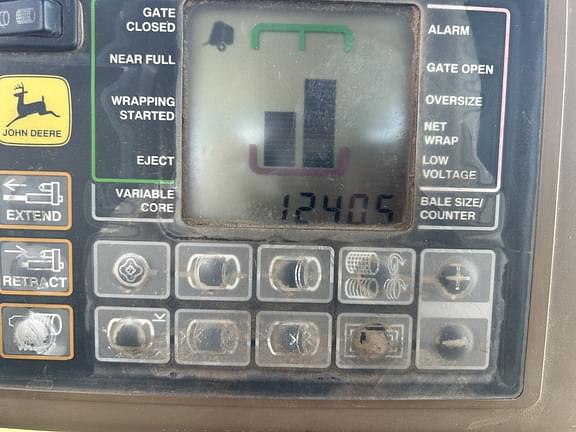 GATE
CLOSED
NEAR FULL
WRAPPING
STARTED
EJECT
VARIABLE
CORE
JOHN DEERE
EXTEND
RETRACT
ALARM
GATE OPEN
OVERSIZE
NET
WRAP
LOW
VOLTAGE
BALE SIZE/
COUNTER
12405